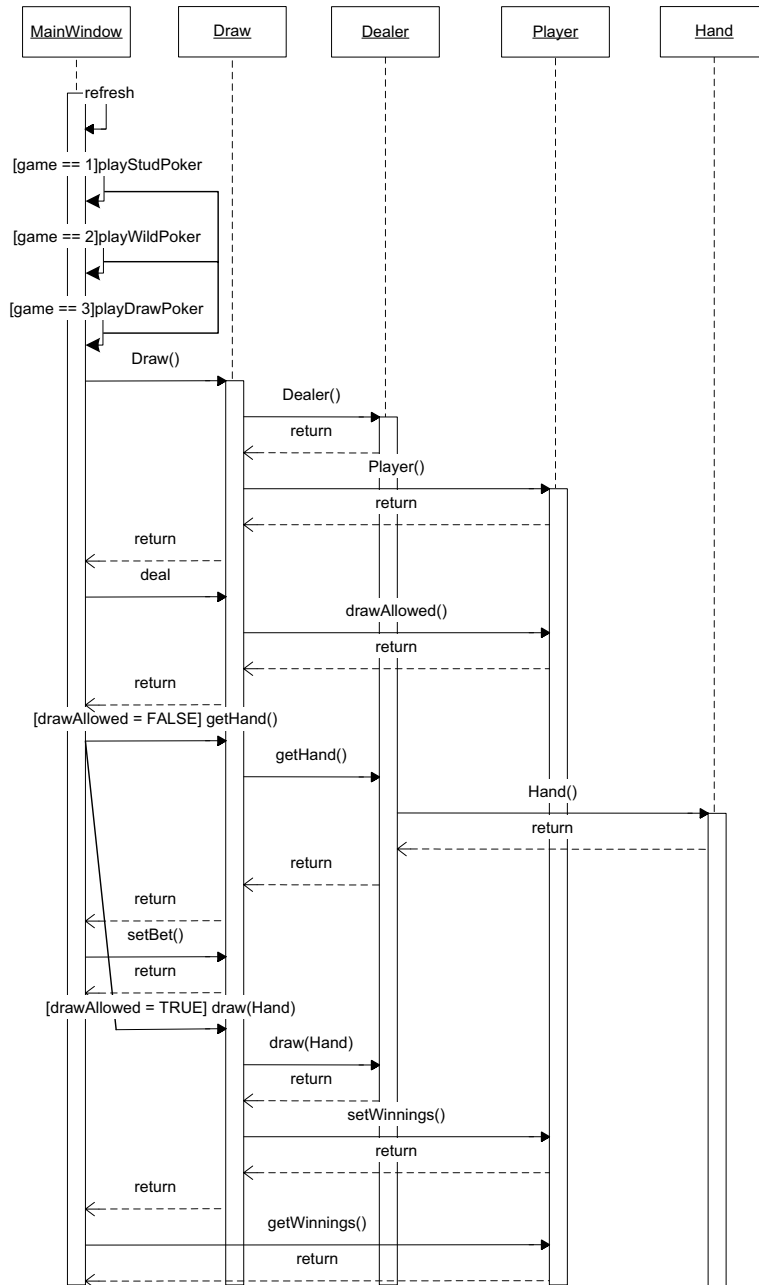 MainWindow
Draw
Dealer
Player
Hand
refresh
[game == 1]playStudPoker
[game == 2]playWildPoker
[game == 3]playDrawPoker
Draw()
Dealer()
return
Player()
return
return
deal
drawAllowed()
return
return
[drawAllowed = FALSE] getHand()
getHand()
Hand()
return
return
return
setBet()
return
[drawAllowed = TRUE] draw(Hand)
draw(Hand)
return
setWinnings()
return
return
getWinnings()
return